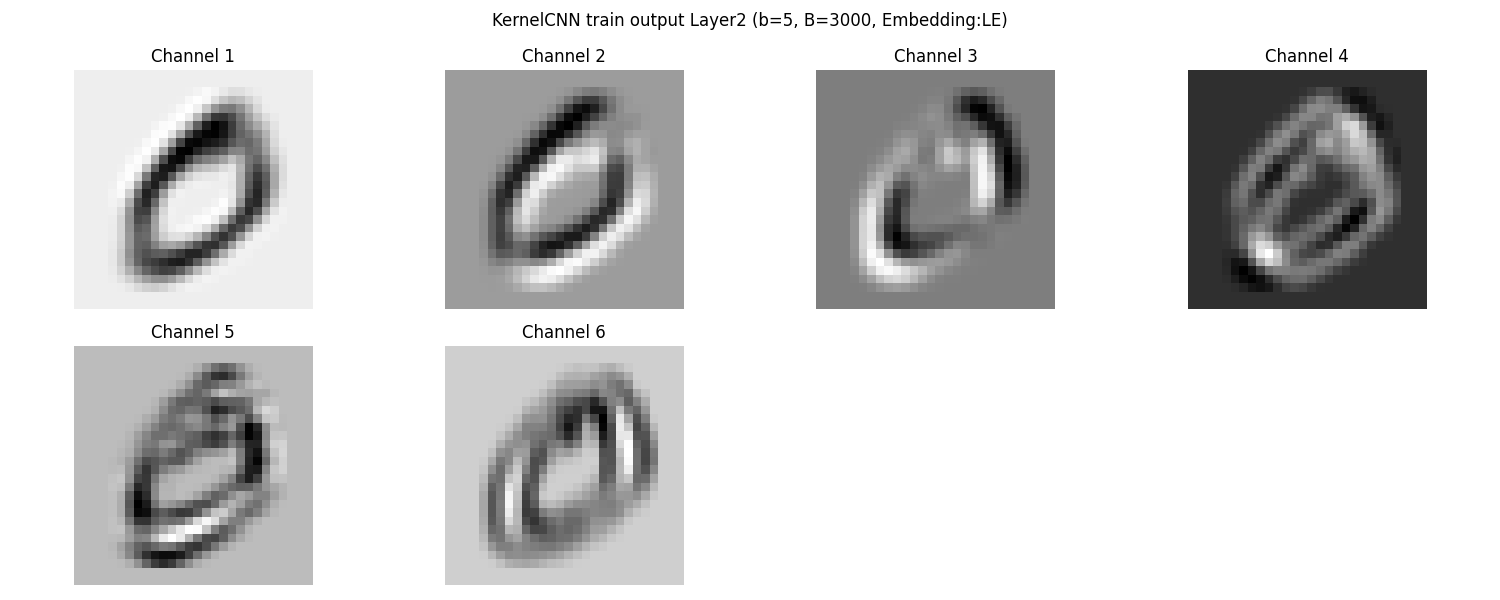 KernelCNN train output Layer2 (b=5, B=3000, Embedding:LE)
Channel 1
Channel 2
Channel 3
Channel 4
Channel 5
Channel 6